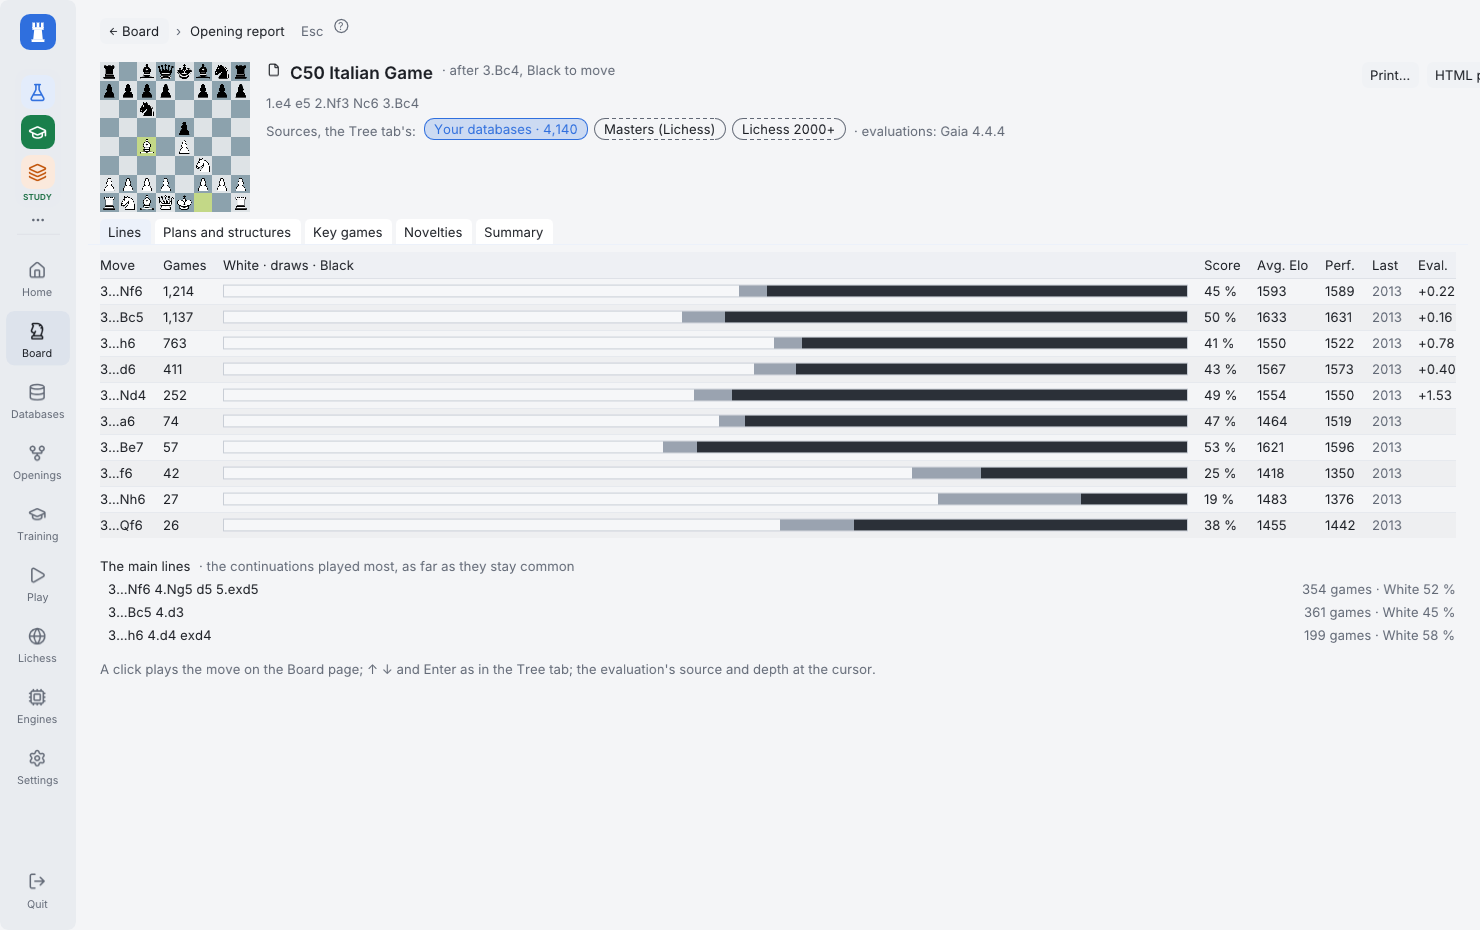 ← Board › Opening report Esc ?
C50 Italian Game · after 3.Bc4, Black to move
Print... HTML p
1.e4 e5 2.Nf3 Nc6 3.Bc4
Sources, the Tree tab's: Your databases · 4,140 Masters (Lichess) Lichess 2000+ · evaluations: Gaia 4.4.4
STUDY
...
Home
Board
Databases
Openings
Training
Play
Lichess
Engines
Settings
Quit
Lines Plans and structures Key games Novelties Summary
Move Games White · draws · Black Score Avg. Elo Perf. Last Eval.
3...Nf6 1,214 45 % 1593 1589 2013 +0.22
3...Bc5 1,137 50 % 1633 1631 2013 +0.16
3...h6 763 41 % 1550 1522 2013 +0.78
3...d6 411 43 % 1567 1573 2013 +0.40
3...Nd4 252 49 % 1554 1550 2013 +1.53
3...a6 74 47 % 1464 1519 2013
3...Be7 57 53 % 1621 1596 2013
3...f6 42 25 % 1418 1350 2013
3...Nh6 27 19 % 1483 1376 2013
3...Qf6 26 38 % 1455 1442 2013
The main lines · the continuations played most, as far as they stay common
3...Nf6 4.Ng5 d5 5.exd5 354 games · White 52 %
3...Bc5 4.d3 361 games · White 45 %
3...h6 4.d4 exd4 199 games · White 58 %
A click plays the move on the Board page; ↑ ↓ and Enter as in the Tree tab; the evaluation's source and depth at the cursor.